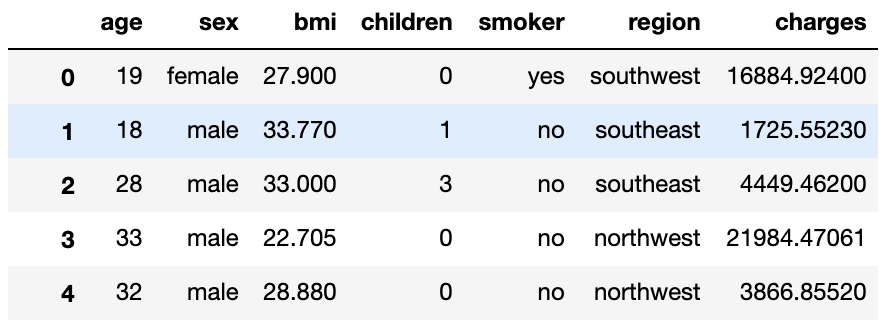 age sex bmi children smoker region charges
0 19 female 27.900 0 yes southwest 16884.92400
1 18 male 33.770 1 no southeast 1725.55230
2 28 male 33.000 3 no southeast 4449.46200
3 33 male 22.705 0 no northwest 21984.47061
4 32 male 28.880 0 no northwest 3866.85520